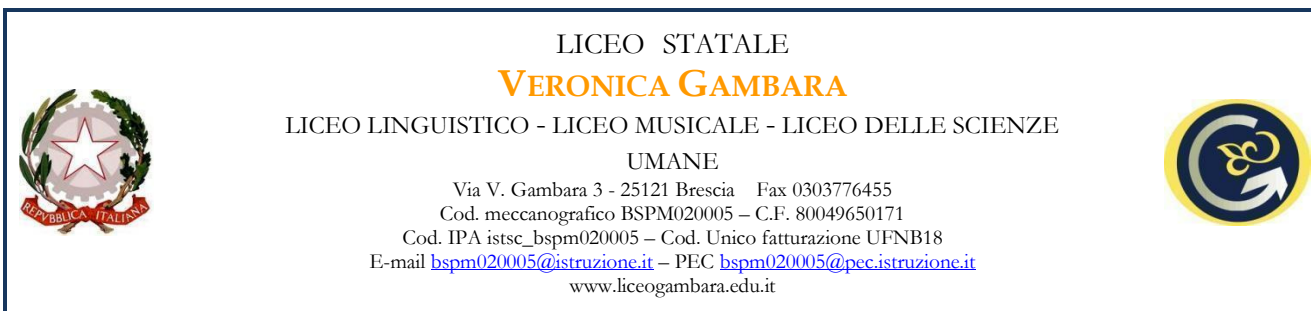 LICEO STATALE
VERONICA GAMBARA
LICEO LINGUISTICO - LICEO MUSICALE - LICEO DELLE SCIENZE
UMANE
Via V. Gambara 3 - 25121 Brescia Fax 0303776455
Cod. meccanografico BSPM020005 – C.F. 80049650171
Cod. IPA istsc_bspm020005 – Cod. Unico fatturazione UFNB18
E-mail bspm020005@istruzione.it – PEC bspm020005@pec.istruzione.it
www.liceogambara.edu.it
REPVBBLICA ITALIANA